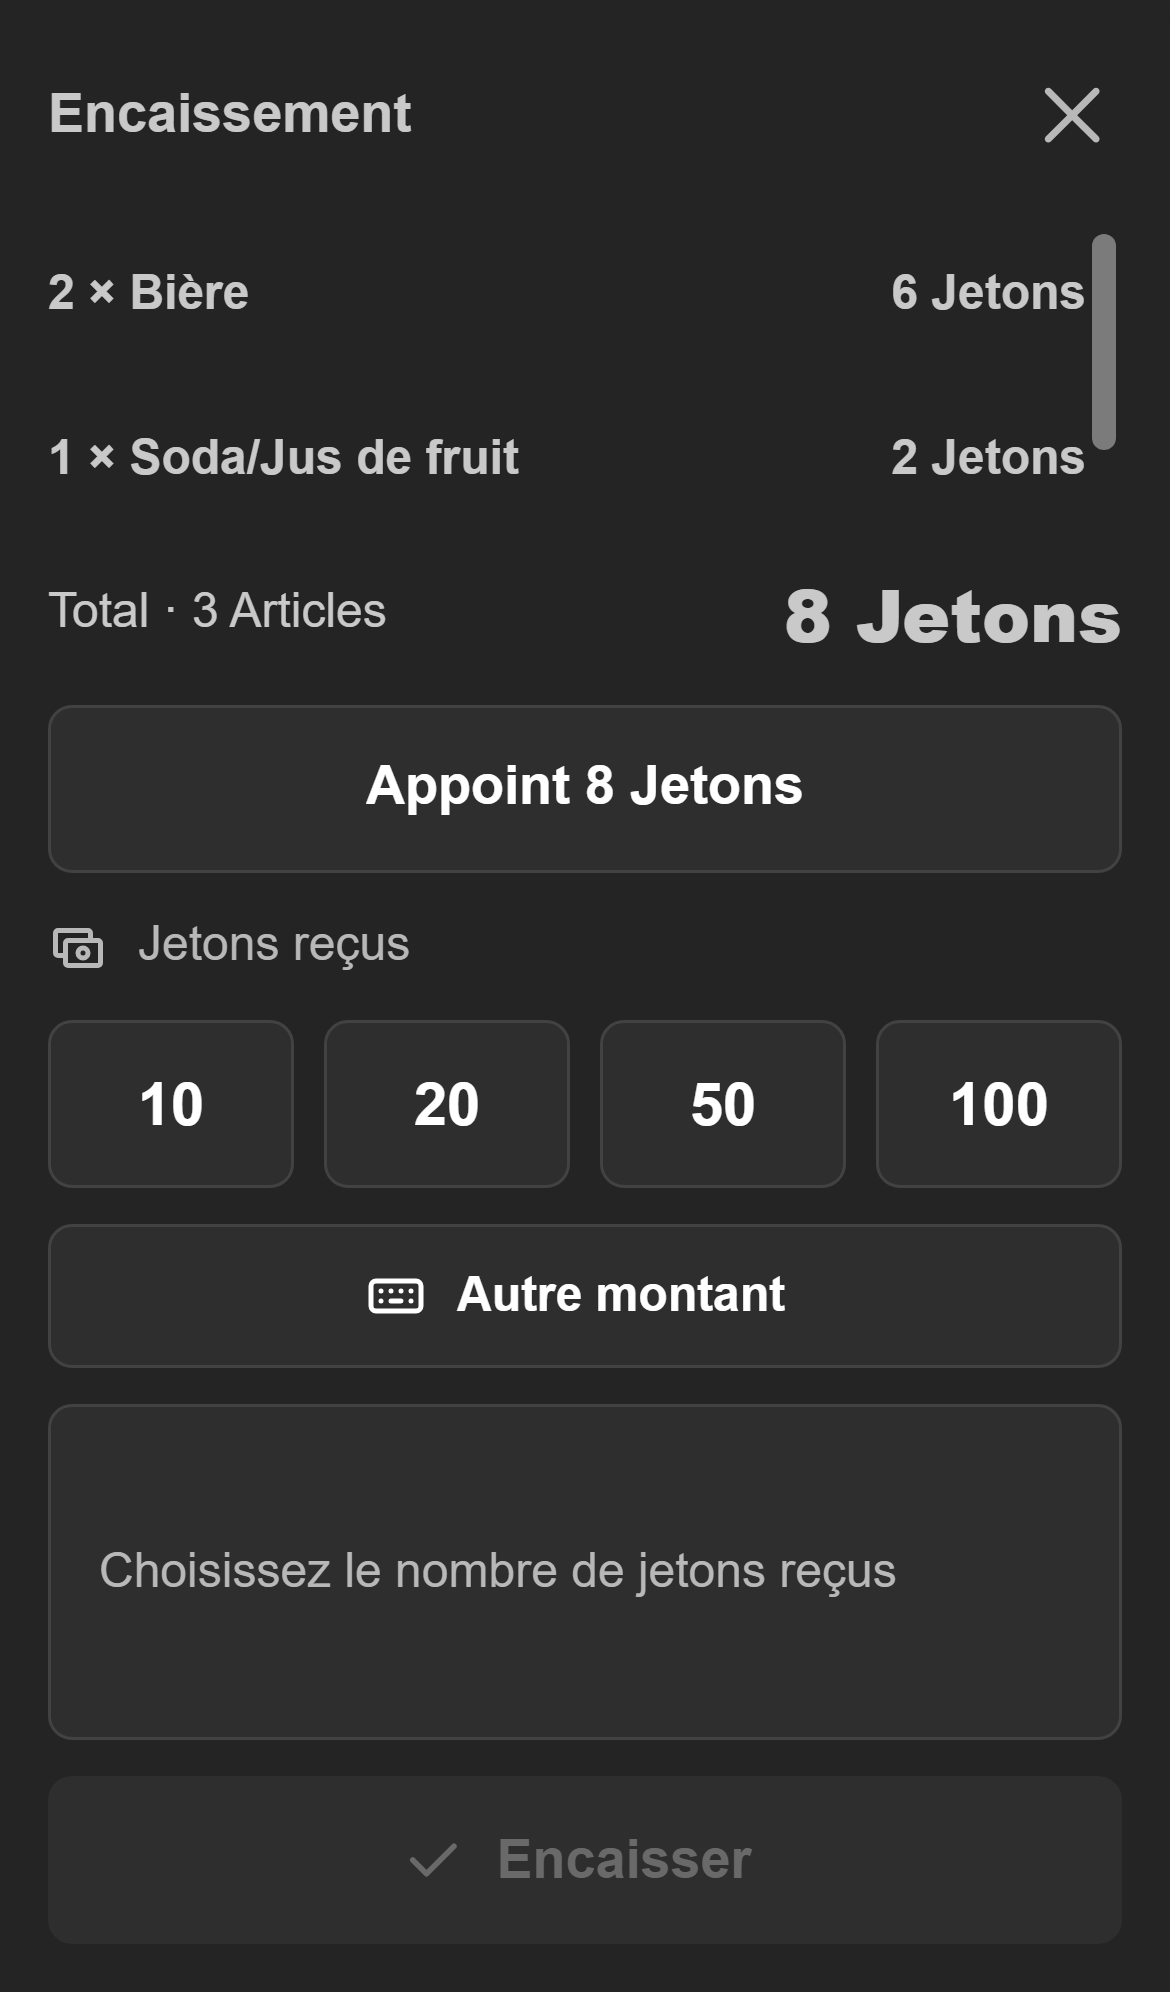 Encaissement
2 × Bière 6 Jetons
1 × Soda/Jus de fruit 2 Jetons
Total · 3 Articles 8 Jetons
Appoint 8 Jetons
Jetons reçus
10 20 50 100
Autre montant
Choisissez le nombre de jetons reçus
Encaisser